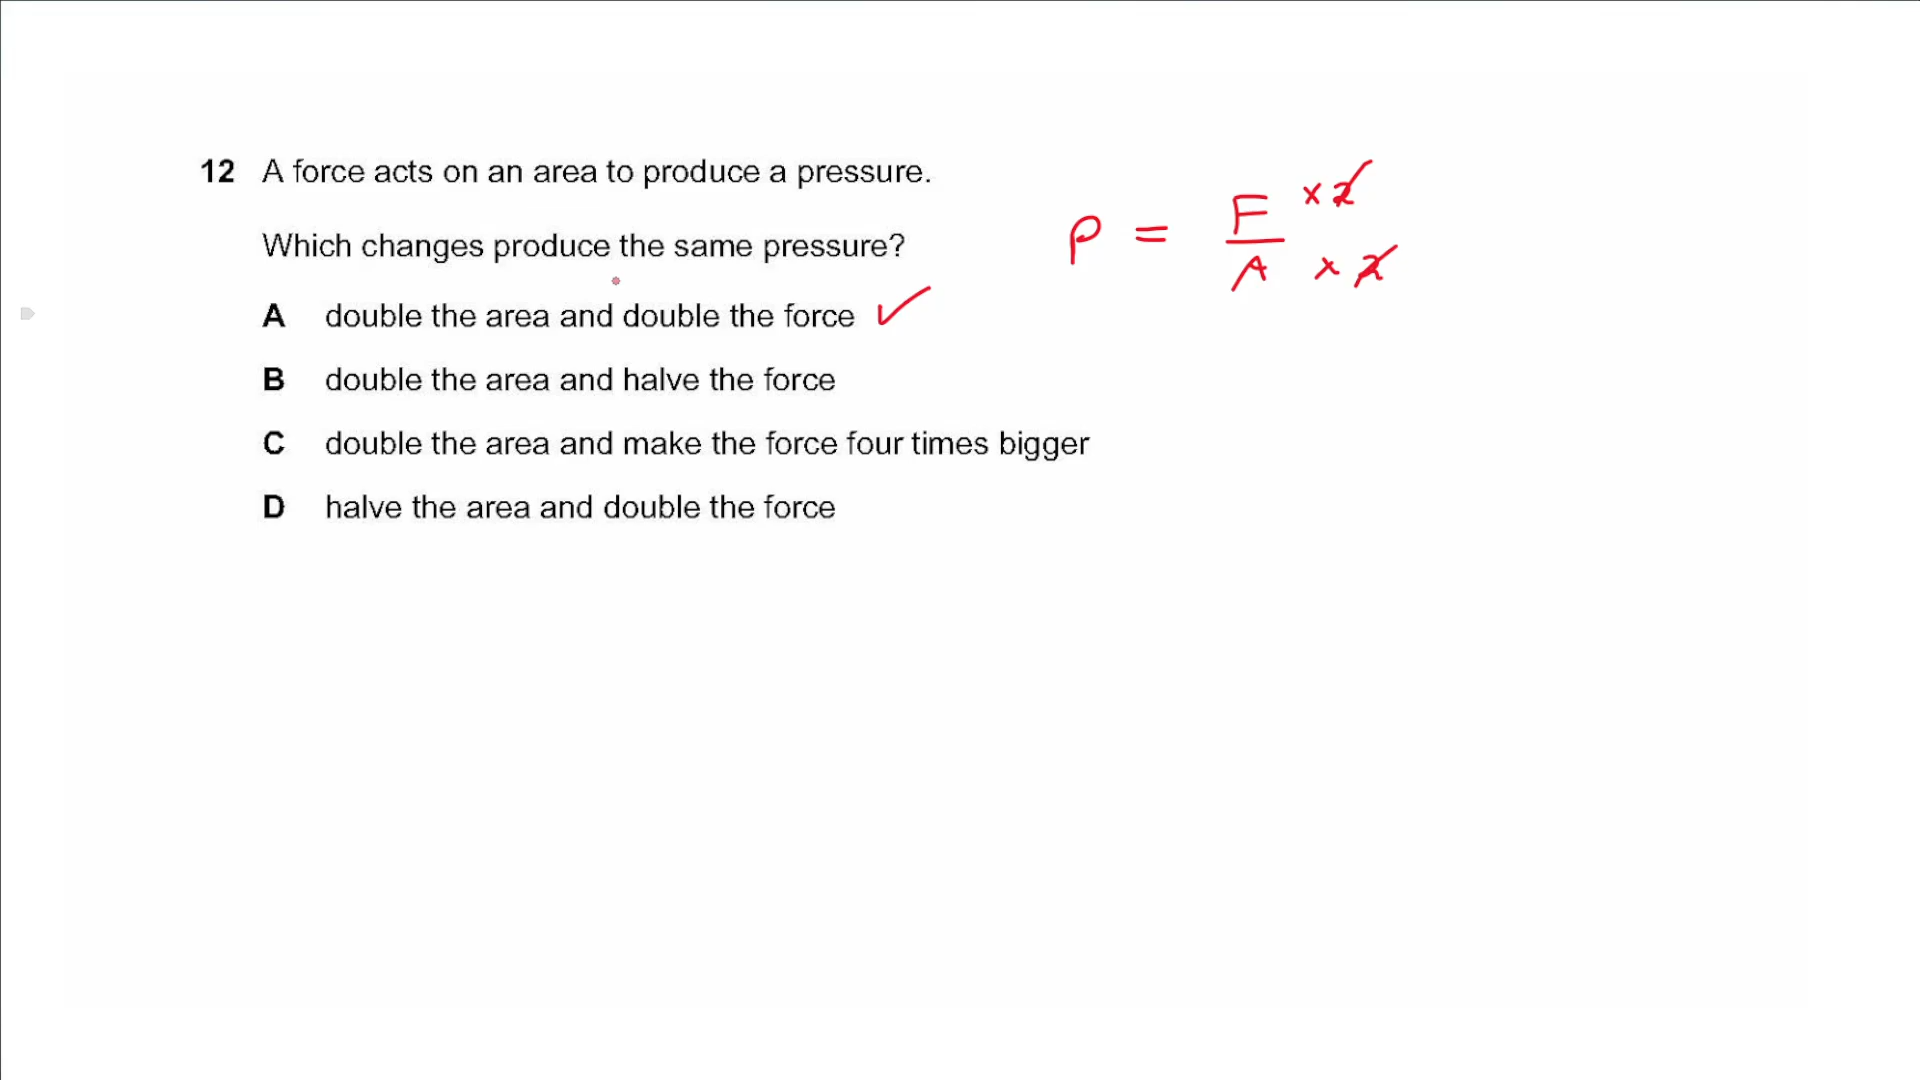 12 A force acts on an area to produce a pressure.
Which changes produce the same pressure?
P = F × 2 / A × 2
A double the area and double the force ✓
B double the area and halve the force
C double the area and make the force four times bigger
D halve the area and double the force